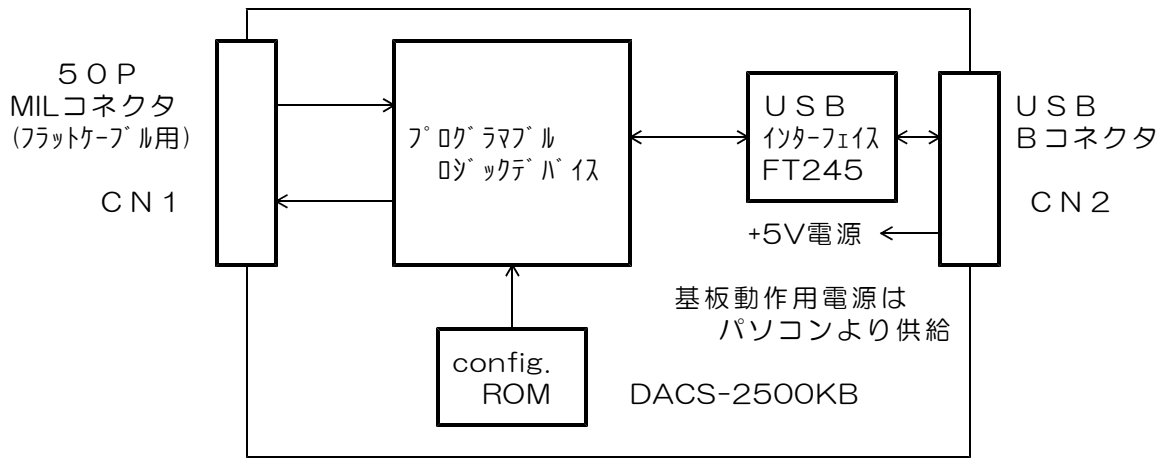 ５０Ｐ
MILコネクタ
(ﾌﾗｯﾄｹｰﾌﾞﾙ用)
ＣＮ１
ﾌﾟﾛｸﾞﾗﾏﾌﾞﾙ
ﾛｼﾞｯｸﾃﾞﾊﾞｲｽ
ＵＳＢ
ｲﾝﾀｰﾌｪｲｽ
FT245
ＵＳＢ
Ｂコネクタ
ＣＮ２
+5V電源
基板動作用電源は
パソコンより供給
config.
ROM
DACS-2500KB